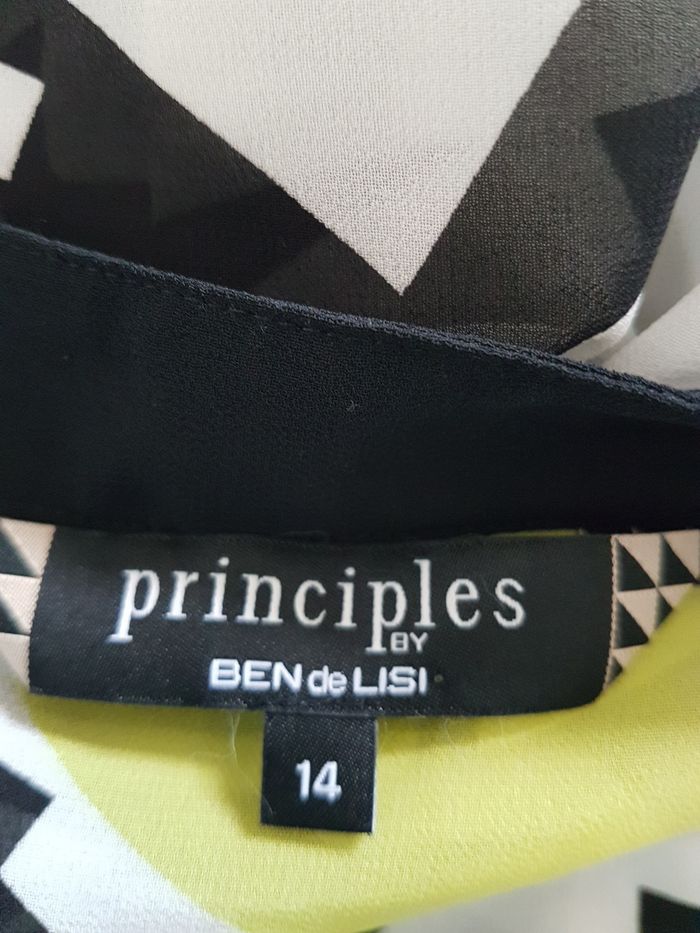 principles
BY
BEN de LISI
14